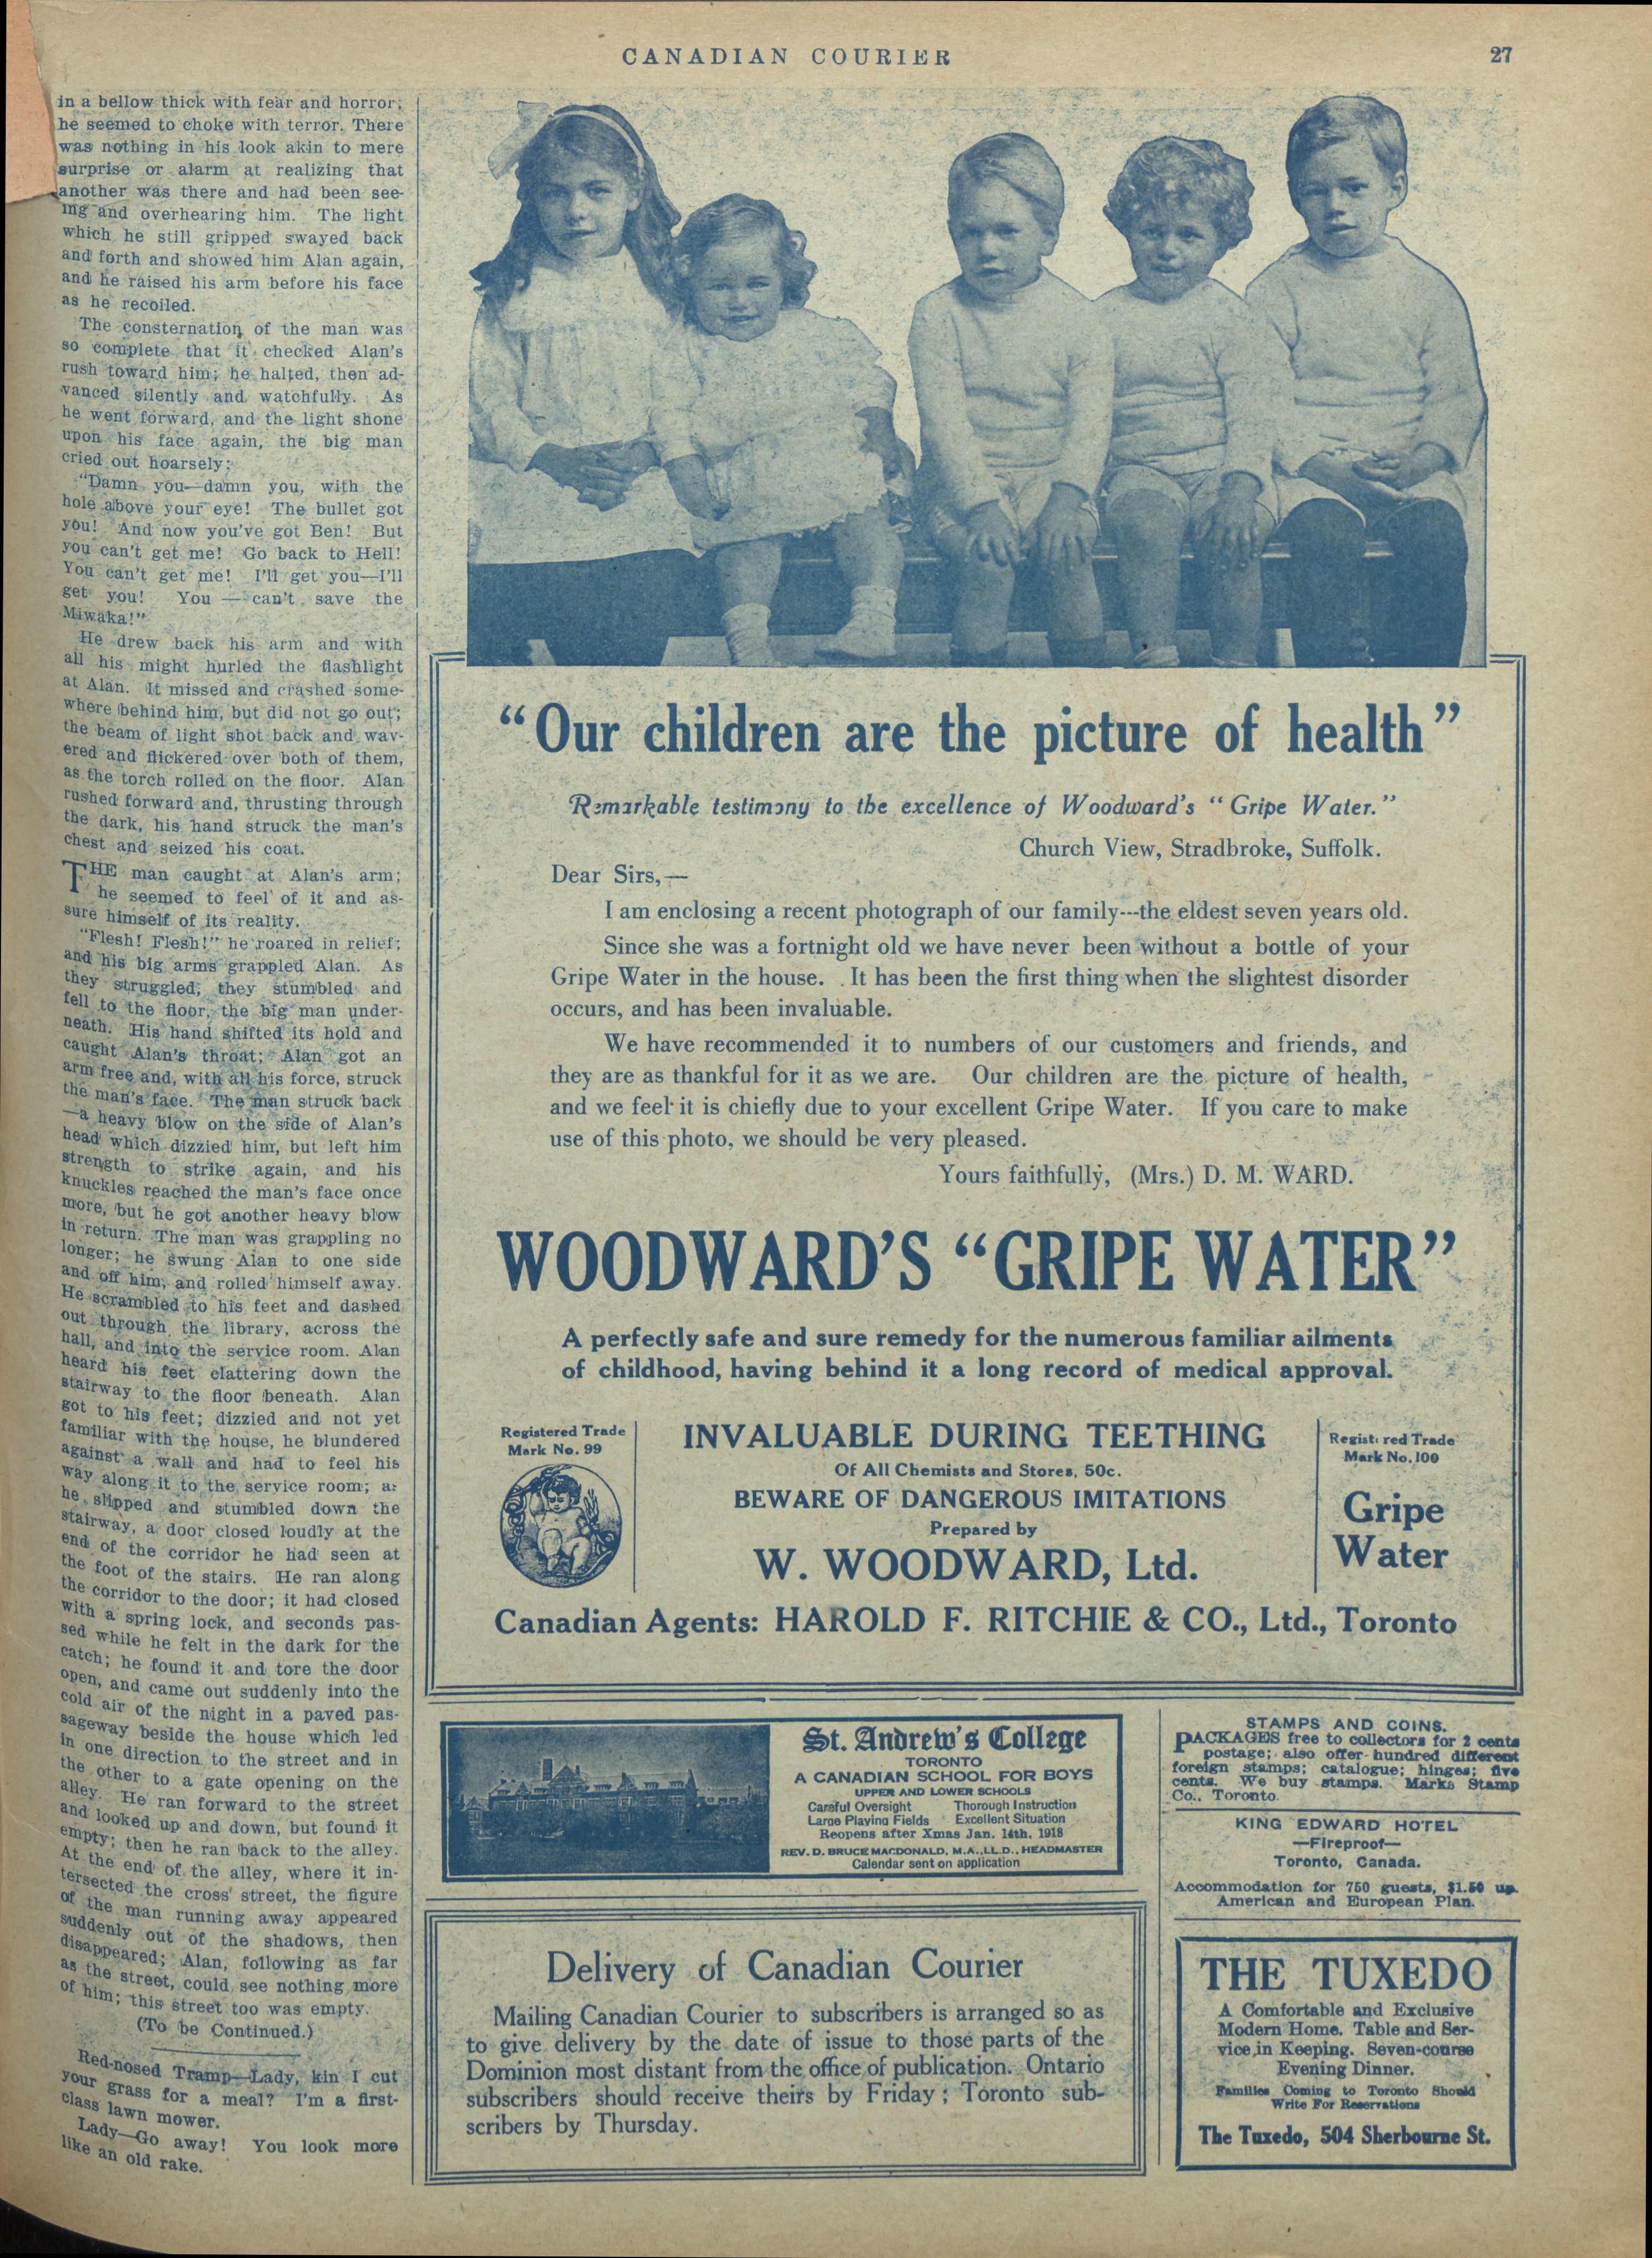 CANADIAN COURIER
27
in a bellow thick with fear and horror;
he seemed to choke with terror. There
was nothing in his look akin to mere
surprise or alarm at realizing that
another was there and had been see-
ing and overhearing him. The light
which he still gripped swayed back
and forth and showed him Alan again,
and he raised his arm before his face
as he recoiled.
The consternation of the man was
so complete that it checked Alan's
rush toward him; he halted, then ad-
vanced silently and watchfully. As
he went forward, and the light shone
upon his face again, the big man
cried out hoarsely:
"Damn you—damn you, with the
hole above your eye! The bullet got
you! And now you've got Ben! But
you can't get me! Go back to Hell!
You can't get me! I'll get you—I'll
get you! You — can't save the
Miwaka!"
He drew back his arm and with
all his might hurled the flashlight
at Alan. It missed and crashed some-
where behind him, but did not go out;
the beam of light shot back and wav-
ered and flickered over both of them,
as the torch rolled on the floor. Alan
rushed forward and, thrusting through
the dark, his hand struck the man's
chest and seized his coat.
THE man caught at Alan's arm;
he seemed to feel of it and as-
sure himself of its reality.
"Flesh! Flesh!" he roared in relief;
and his big arms grappled Alan. As
they struggled, they stumbled and
fell to the floor, the big man under-
neath. His hand shifted its hold and
caught Alan's throat; Alan got an
arm free and, with all his force, struck
the man's face. The man struck back
—a heavy blow on the side of Alan's
head which dizzied him, but left him
strength to strike again, and his
knuckles reached the man's face once
more, but he got another heavy blow
in return. The man was grappling no
longer; he swung Alan to one side
and off him, and rolled himself away.
He scrambled to his feet and dashed
out through the library, across the
hall, and into the service room. Alan
heard his feet clattering down the
stairway to the floor beneath. Alan
got to his feet; dizzied and not yet
familiar with the house, he blundered
against a wall and had to feel his
way along it to the service room; as
he slipped and stumbled down the
stairway, a door closed loudly at the
end of the corridor he had seen at
the foot of the stairs. He ran along
the corridor to the door; it had closed
with a spring lock, and seconds pas-
sed while he felt in the dark for the
catch; he found it and tore the door
open, and came out suddenly into the
cold air of the night in a paved pas-
sageway beside the house which led
in one direction to the street and in
the other to a gate opening on the
alley. He ran forward to the street
and looked up and down, but found it
empty; then he ran back to the alley.
At the end of the alley, where it in-
tersected the cross street, the figure
of the man running away appeared
suddenly out of the shadows, then
disappeared; Alan, following as far
as the street, could see nothing more
of him; this street too was empty.
(To be Continued.)
Red-nosed Tramp—Lady, kin I cut
your grass for a meal? I'm a first-
class lawn mower.
Lady—Go away! You look more
like an old rake.
"Our children are the picture of health"
Remarkable testimony to the excellence of Woodward's "Gripe Water."
Church View, Stradbroke, Suffolk.
Dear Sirs,—
I am enclosing a recent photograph of our family---the eldest seven years old.
Since she was a fortnight old we have never been without a bottle of your
Gripe Water in the house. It has been the first thing when the slightest disorder
occurs, and has been invaluable.
We have recommended it to numbers of our customers and friends, and
they are as thankful for it as we are. Our children are the picture of health,
and we feel it is chiefly due to your excellent Gripe Water. If you care to make
use of this photo, we should be very pleased.
Yours faithfully, (Mrs.) D. M. WARD.
WOODWARD'S "GRIPE WATER"
A perfectly safe and sure remedy for the numerous familiar ailments
of childhood, having behind it a long record of medical approval.
Registered Trade
Mark No. 99
INVALUABLE DURING TEETHING
Of All Chemists and Stores, 50c.
BEWARE OF DANGEROUS IMITATIONS
Prepared by
W. WOODWARD, Ltd.
Registered Trade
Mark No. 100
Gripe
Water
Canadian Agents: HAROLD F. RITCHIE & CO., Ltd., Toronto
St. Andrew's College
TORONTO
A CANADIAN SCHOOL FOR BOYS
UPPER AND LOWER SCHOOLS
Careful Oversight Thorough Instruction
Large Playing Fields Excellent Situation
Reopens after Xmas Jan. 14th, 1918
REV. D. BRUCE MACDONALD, M.A., LL.D., HEADMASTER
Calendar sent on application
STAMPS AND COINS.
PACKAGES free to collectors for 2 cents
postage; also offer hundred different
foreign stamps; catalogue; hinges; five
cents. We buy stamps. Marks Stamp
Co., Toronto.
KING EDWARD HOTEL
—Fireproof—
Toronto, Canada.
Accommodation for 750 guests, $1.50 up.
American and European Plan.
Delivery of Canadian Courier
Mailing Canadian Courier to subscribers is arranged so as
to give delivery by the date of issue to those parts of the
Dominion most distant from the office of publication. Ontario
subscribers should receive theirs by Friday; Toronto sub-
scribers by Thursday.
THE TUXEDO
A Comfortable and Exclusive
Modern Home. Table and Ser-
vice in Keeping. Seven-course
Evening Dinner.
Families Coming to Toronto Should
Write For Reservations
The Tuxedo, 504 Sherbourne St.